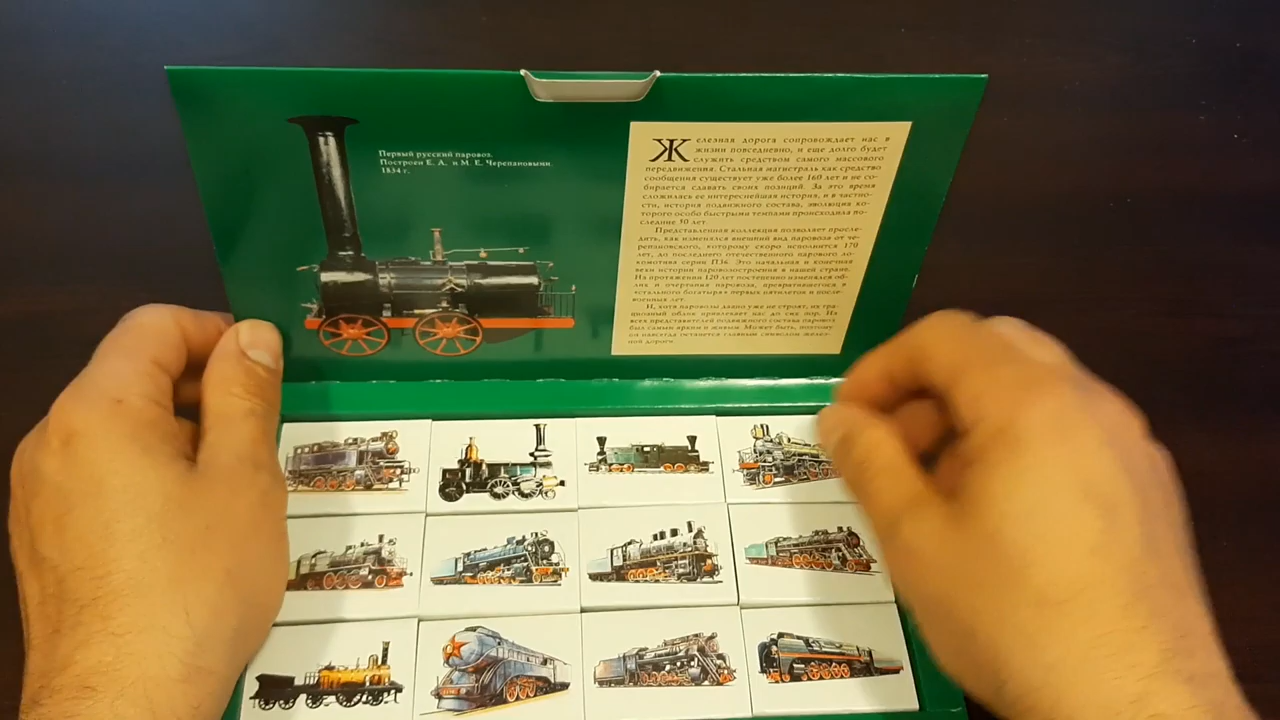 Первый русский паровоз.
Построен Е. А. и М. Е. Черепановыми.
1834 г.
Железная дорога сопровождает нас в
жизни повседневно, и еще долго будет
служить средством самого массового
передвижения. Стальная магистраль как средство
сообщения существует уже более 160 лет и не со-
бирается сдавать своих позиций. За это время
сложилась ее интереснейшая история, и в частно-
сти, история подвижного состава, эволюция ко-
торого особо быстрыми темпами происходила по-
следние 50 лет.
Представленная коллекция позволяет просле-
дить, как изменялся внешний вид паровоза от че-
репановского, которому скоро исполнится 170
лет, до последнего отечественного парового ло-
комотива серии П36. Это начальная и конечная
вехи истории паровозостроения в нашей стране.
На протяжении 120 лет постепенно изменялся об-
лик и очертания паровоза, превратившегося в
«стального богатыря» первых пятилеток и после-
военных лет.
И, хотя паровозы давно уже не строят, их гра-
циозный облик привлекает нас до сих пор. Из
всех представителей подвижного состава паровоз
был самым ярким и живым. Может быть, поэтому
он навсегда останется главным символом желез-
ной дороги.